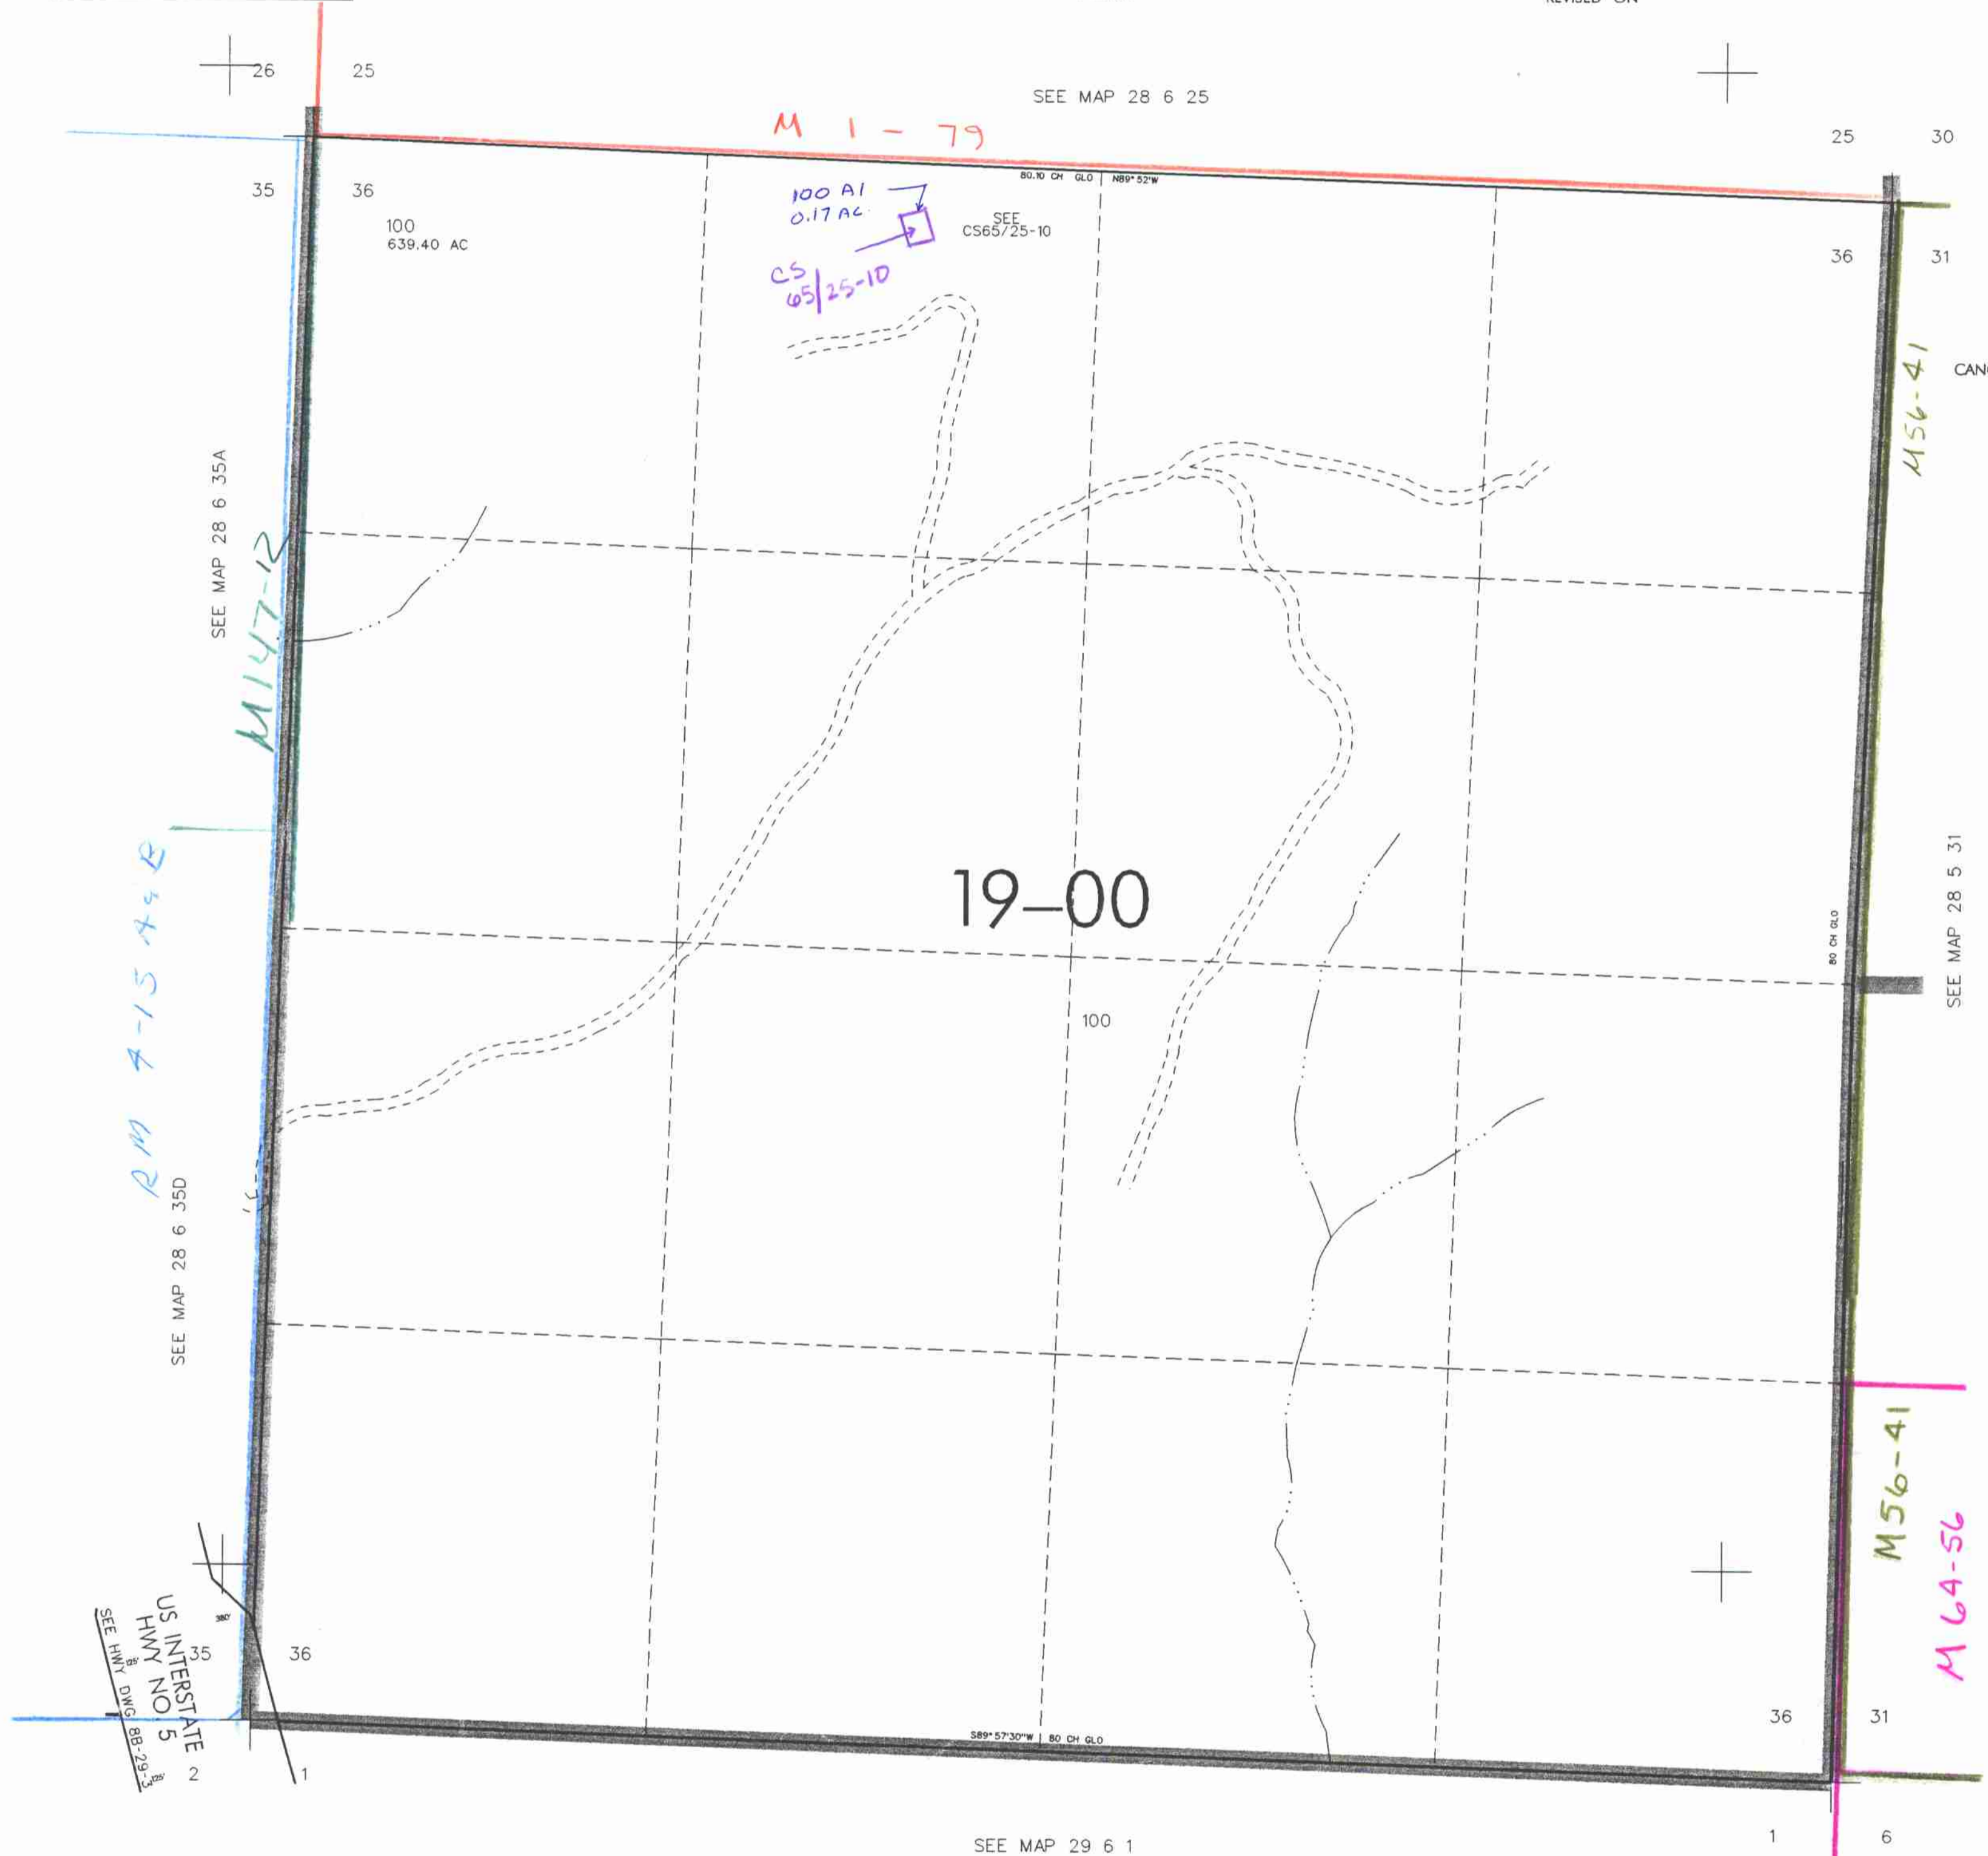 REVISED ON
26
25
SEE MAP 28 6 25
M 1 - 79
25
30
35
36
100
639.40 AC
100 A1
0.17 AC.
80.10 CH GLO N89°52'W
SEE
CS65/25-10
CS
65/25-10
36
31
M56-41
SEE MAP 28 6 35A
M147-12
19-00
80 CH GLO
SEE MAP 28 5 31
100
RM 4-15 A&B
SEE MAP 28 6 35D
M56-41
M 64-56
US INTERSTATE
HWY NO. 5
SEE HWY DWG 8B-29-3
35
36
2
1
S89°57'30"W 80 CH GLO
36
31
1
6
SEE MAP 29 6 1